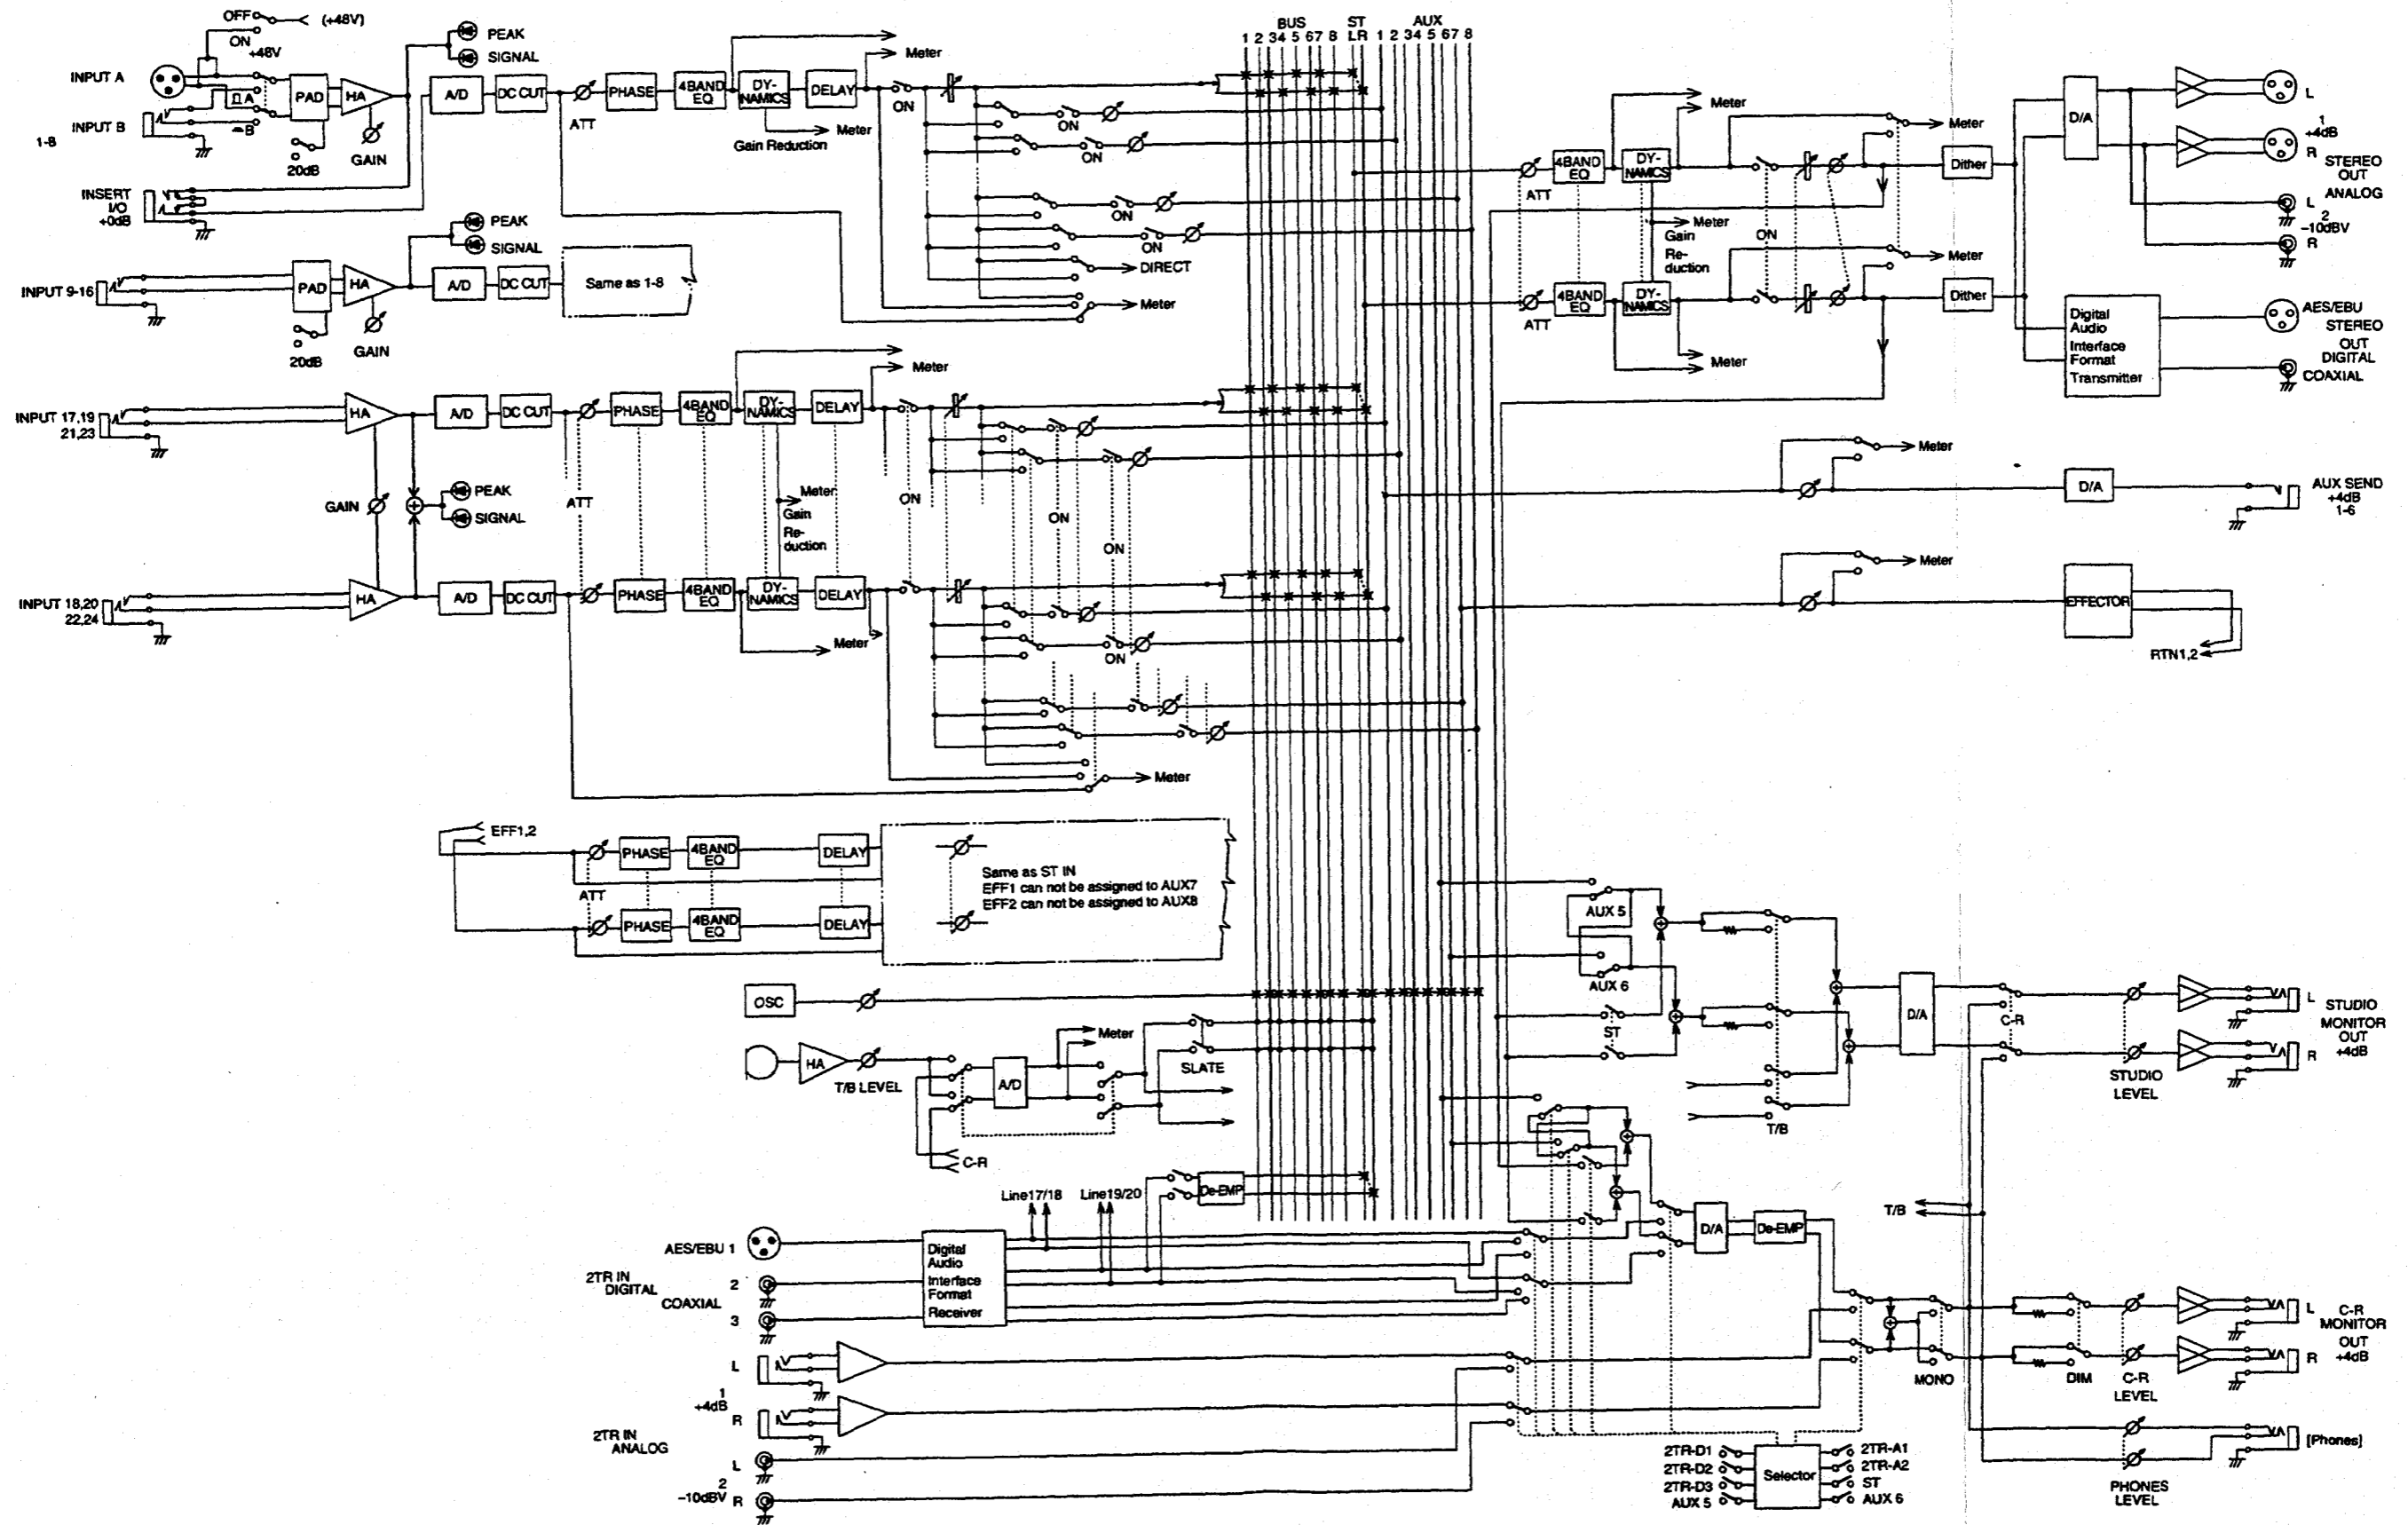 OFF
(+48V)
ON
+48V
PEAK
SIGNAL
INPUT A
INPUT B
1-8
A
B
PAD
HA
20dB
GAIN
A/D
DC CUT
ATT
PHASE
4BAND EQ
DY-NAMICS
DELAY
Meter
Meter
Gain Reduction
ON
ON
ON
ON
ON
DIRECT
Meter
INSERT
I/O
+0dB
PEAK
SIGNAL
INPUT 9-16
PAD
HA
20dB
GAIN
A/D
DC CUT
Same as 1-8
BUS
ST
AUX
1 2 3 4 5 6 7 8 L R 1 2 3 4 5 6 7 8
INPUT 17,19
21,23
HA
A/D
DC CUT
PHASE
4BAND EQ
DY-NAMICS
DELAY
Meter
GAIN
PEAK
SIGNAL
ATT
Meter
Gain
Re-
duction
ON
ON
ON
INPUT 18,20
22,24
HA
A/D
DC CUT
PHASE
4BAND EQ
DY-NAMICS
DELAY
Meter
ON
Meter
EFF1,2
ATT
PHASE
4BAND EQ
DELAY
PHASE
4BAND EQ
DELAY
Same as ST IN
EFF1 can not be assigned to AUX7
EFF2 can not be assigned to AUX8
OSC
HA
T/B LEVEL
A/D
Meter
SLATE
C-R
De-EMP
Line17/18
Line19/20
AES/EBU 1
2TR IN
DIGITAL
2
COAXIAL
3
Digital
Audio
Interface
Format
Receiver
L
1
+4dB
R
2TR IN
ANALOG
L
2
-10dBV
R
ATT
4BAND EQ
DY-NAMICS
Meter
Meter
Meter
Gain
Re-
duction
ON
Meter
ATT
4BAND EQ
DY-NAMICS
Meter
Dither
Dither
D/A
L
1
+4dB
R
STEREO
OUT
ANALOG
L
2
-10dBV
R
Digital
Audio
Interface
Format
Transmitter
AES/EBU
STEREO
OUT
DIGITAL
COAXIAL
Meter
D/A
AUX SEND
+4dB
1-6
Meter
EFFECTOR
RTN1,2
AUX 5
AUX 6
ST
T/B
D/A
C-R
STUDIO
LEVEL
L
STUDIO
MONITOR
OUT
+4dB
R
D/A
De-EMP
T/B
MONO
DIM
C-R
LEVEL
L
C-R
MONITOR
OUT
+4dB
R
[Phones]
PHONES
LEVEL
2TR-D1
2TR-D2
2TR-D3
AUX 5
Selector
2TR-A1
2TR-A2
ST
AUX 6